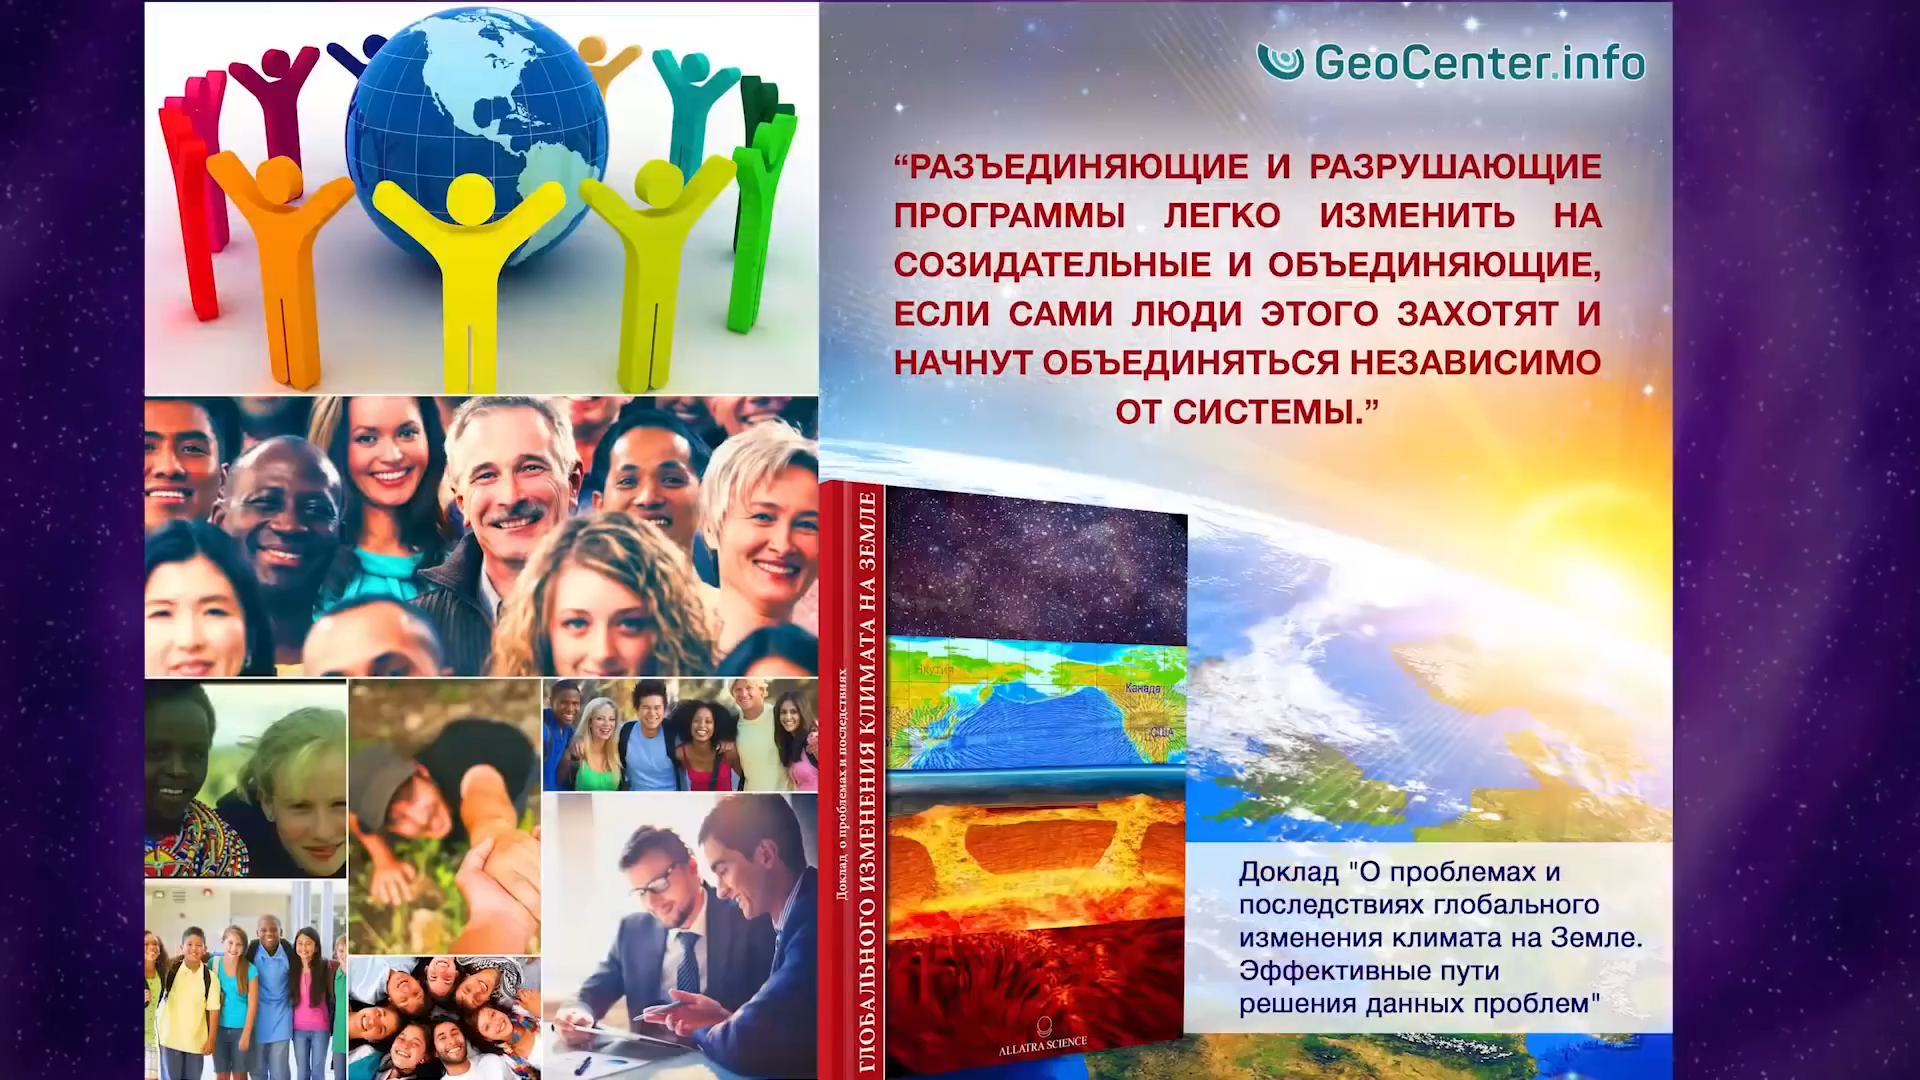 GeoCenter.info
“РАЗЪЕДИНЯЮЩИЕ И РАЗРУШАЮЩИЕ
ПРОГРАММЫ ЛЕГКО ИЗМЕНИТЬ НА
СОЗИДАТЕЛЬНЫЕ И ОБЪЕДИНЯЮЩИЕ,
ЕСЛИ САМИ ЛЮДИ ЭТОГО ЗАХОТЯТ И
НАЧНУТ ОБЪЕДИНЯТЬСЯ НЕЗАВИСИМО
ОТ СИСТЕМЫ.”
Доклад о проблемах и последствиях
ГЛОБАЛЬНОГО ИЗМЕНЕНИЯ КЛИМАТА НА ЗЕМЛЕ
Якутия
Канада
США
ALLATRA SCIENCE
Доклад "О проблемах и
последствиях глобального
изменения климата на Земле.
Эффективные пути
решения данных проблем"